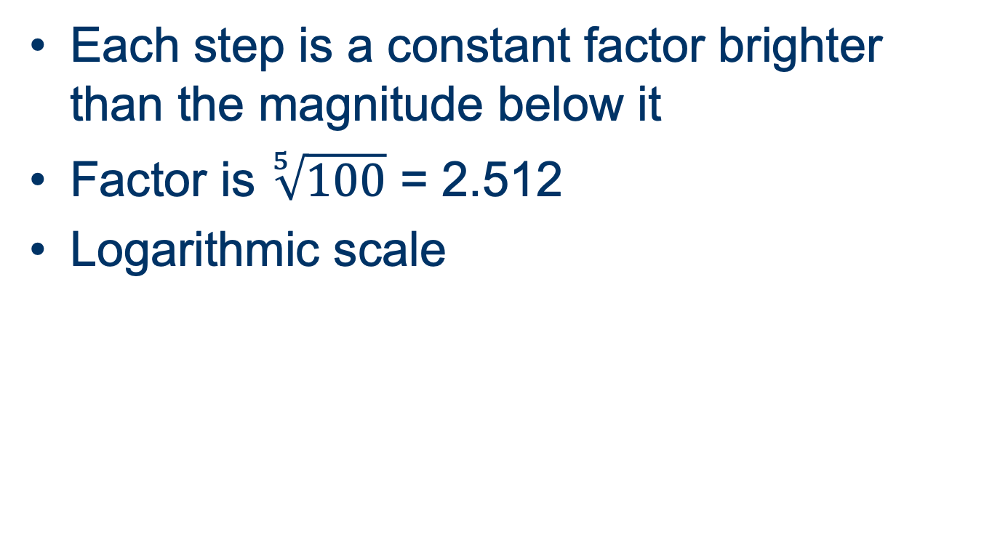 • Each step is a constant factor brighter
than the magnitude below it
• Factor is ⁵√100 = 2.512
• Logarithmic scale